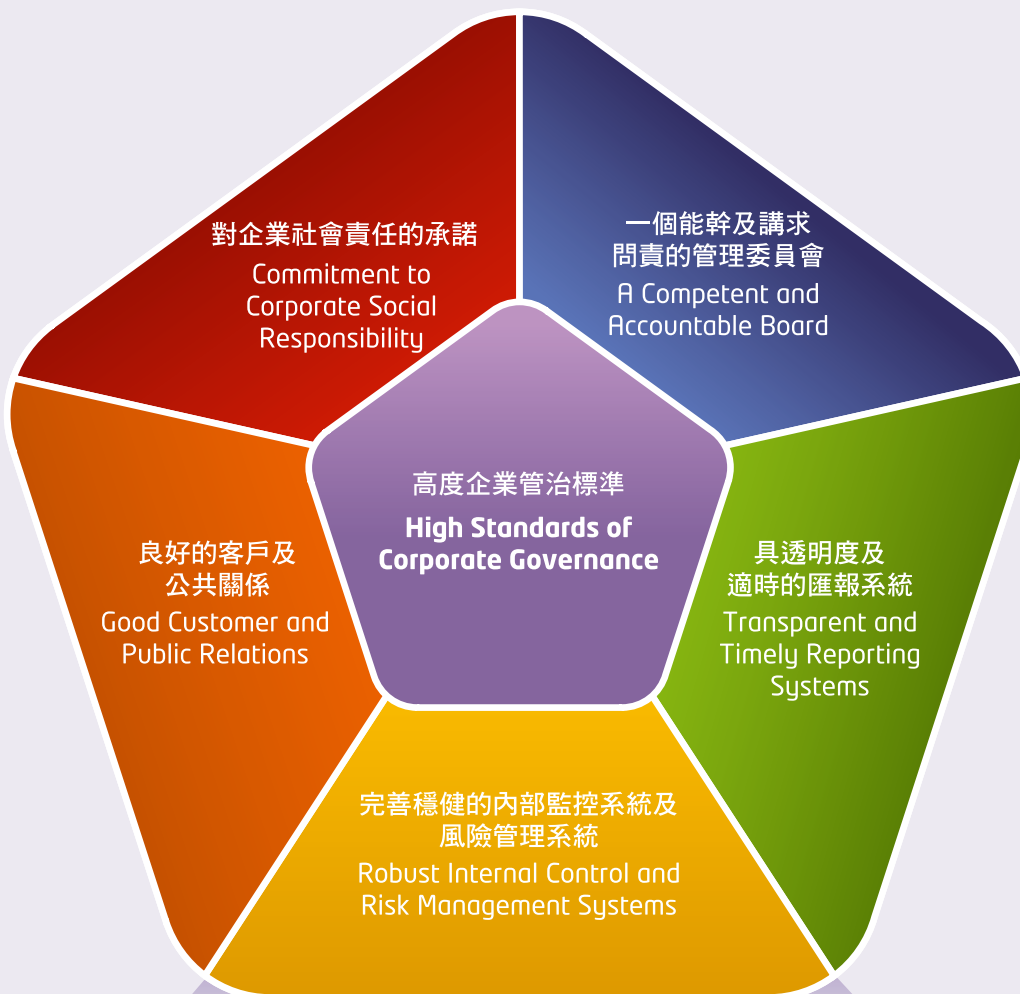 對企業社會責任的承諾
Commitment to
Corporate Social
Responsibility
一個能幹及講求
問責的管理委員會
A Competent and
Accountable Board
高度企業管治標準
High Standards of
Corporate Governance
良好的客戶及
公共關係
Good Customer and
Public Relations
具透明度及
適時的匯報系統
Transparent and
Timely Reporting
Systems
完善穩健的內部監控系統及
風險管理系統
Robust Internal Control and
Risk Management Systems